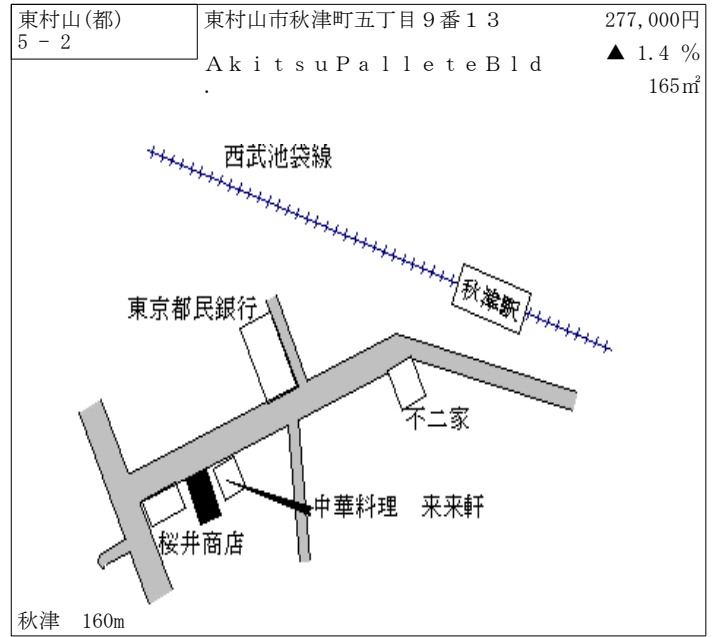 東村山(都)
5 - 2
東村山市秋津町五丁目９番１３
ＡｋｉｔｓｕＰａｌｌｅｔｅＢｌｄ
．
277,000円
▲ 1.4 %
165㎡
西武池袋線
秋津駅
東京都民銀行
不二家
中華料理　来来軒
桜井商店
秋津　160m